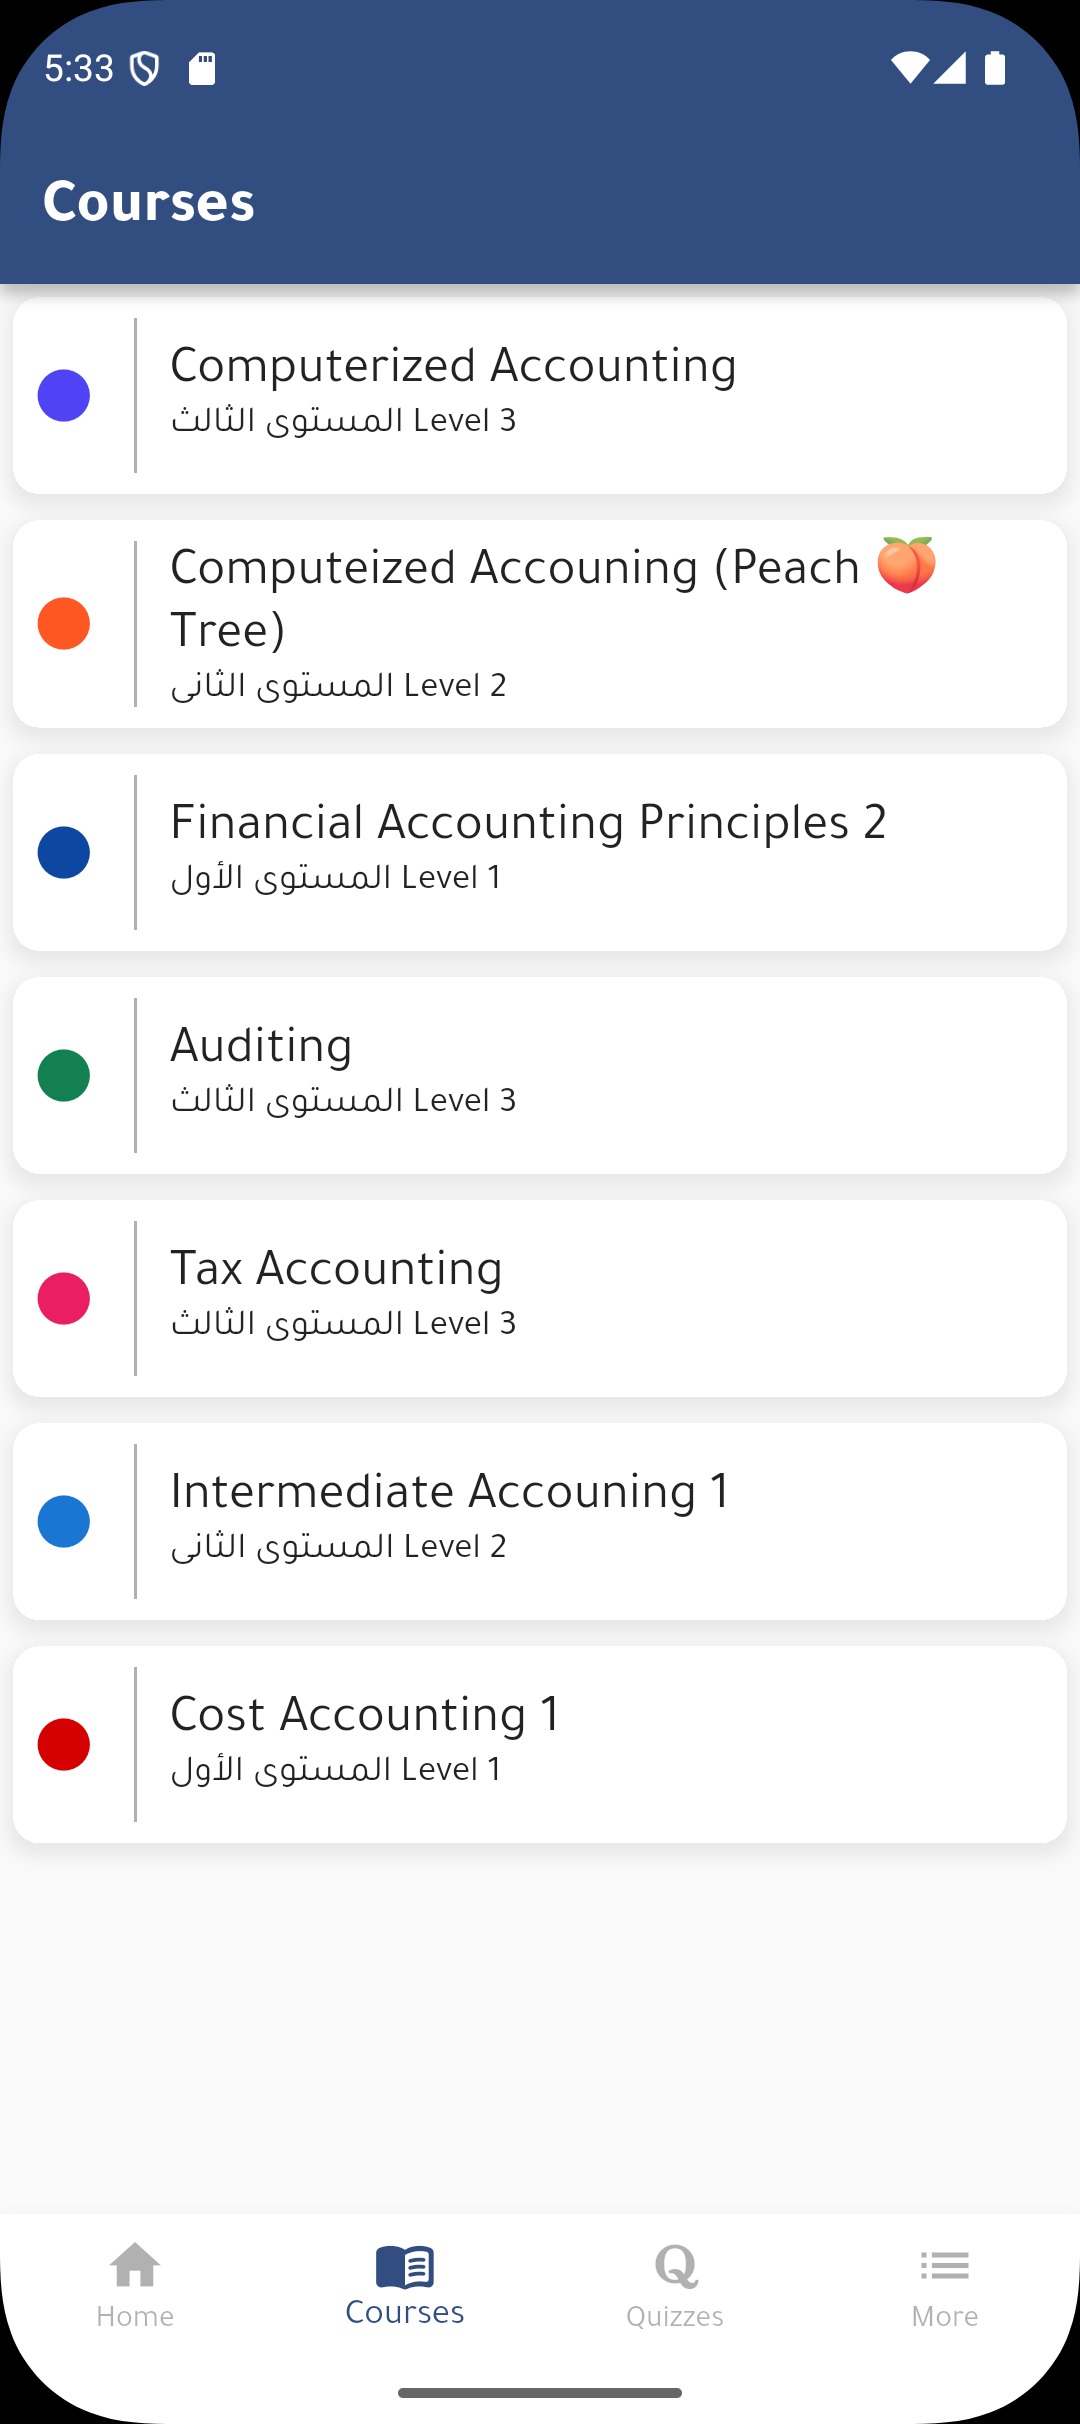 5:33
Courses
Computerized Accounting
المستوى الثالث Level 3
Computeized Accouning (Peach 🍑
Tree)
المستوى الثانى Level 2
Financial Accounting Principles 2
المستوى الأول Level 1
Auditing
المستوى الثالث Level 3
Tax Accounting
المستوى الثالث Level 3
Intermediate Accouning 1
المستوى الثانى Level 2
Cost Accounting 1
المستوى الأول Level 1
Home
Courses
Quizzes
More